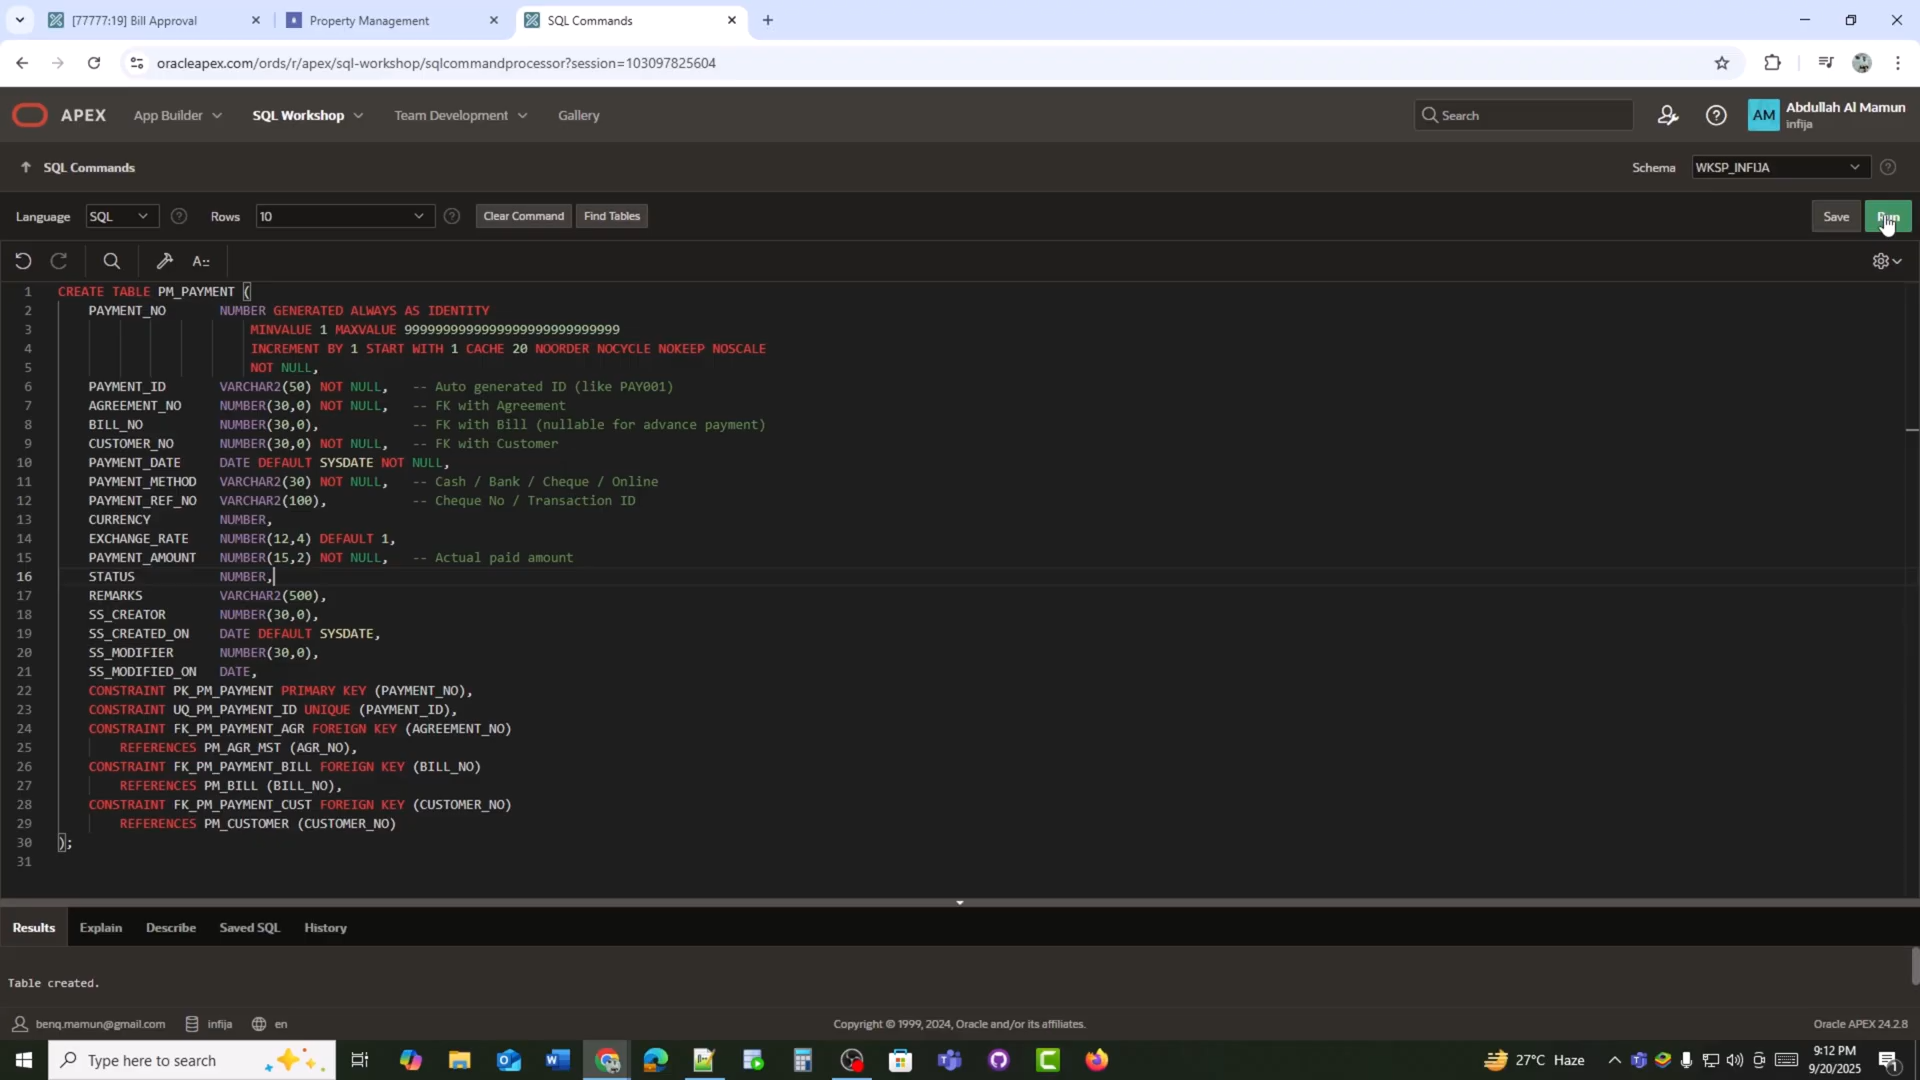 [77777:19] Bill Approval
Property Management
SQL Commands
oracleapex.com/ords/r/apex/sql-workshop/sqlcommandprocessor?session=103097825604
APEX
App Builder
SQL Workshop
Team Development
Gallery
Search
AM
Abdullah Al Mamun
infija
SQL Commands
Schema
WKSP_INFIJA
Language
SQL
Rows
10
Clear Command
Find Tables
Save
Run
1 CREATE TABLE PM_PAYMENT (
2 PAYMENT_NO NUMBER GENERATED ALWAYS AS IDENTITY
3 MINVALUE 1 MAXVALUE 9999999999999999999999999999
4 INCREMENT BY 1 START WITH 1 CACHE 20 NOORDER NOCYCLE NOKEEP NOSCALE
5 NOT NULL,
6 PAYMENT_ID VARCHAR2(50) NOT NULL, -- Auto generated ID (like PAY001)
7 AGREEMENT_NO NUMBER(30,0) NOT NULL, -- FK with Agreement
8 BILL_NO NUMBER(30,0), -- FK with Bill (nullable for advance payment)
9 CUSTOMER_NO NUMBER(30,0) NOT NULL, -- FK with Customer
10 PAYMENT_DATE DATE DEFAULT SYSDATE NOT NULL,
11 PAYMENT_METHOD VARCHAR2(30) NOT NULL, -- Cash / Bank / Cheque / Online
12 PAYMENT_REF_NO VARCHAR2(100), -- Cheque No / Transaction ID
13 CURRENCY NUMBER,
14 EXCHANGE_RATE NUMBER(12,4) DEFAULT 1,
15 PAYMENT_AMOUNT NUMBER(15,2) NOT NULL, -- Actual paid amount
16 STATUS NUMBER,
17 REMARKS VARCHAR2(500),
18 SS_CREATOR NUMBER(30,0),
19 SS_CREATED_ON DATE DEFAULT SYSDATE,
20 SS_MODIFIER NUMBER(30,0),
21 SS_MODIFIED_ON DATE,
22 CONSTRAINT PK_PM_PAYMENT PRIMARY KEY (PAYMENT_NO),
23 CONSTRAINT UQ_PM_PAYMENT_ID UNIQUE (PAYMENT_ID),
24 CONSTRAINT FK_PM_PAYMENT_AGR FOREIGN KEY (AGREEMENT_NO)
25 REFERENCES PM_AGR_MST (AGR_NO),
26 CONSTRAINT FK_PM_PAYMENT_BILL FOREIGN KEY (BILL_NO)
27 REFERENCES PM_BILL (BILL_NO),
28 CONSTRAINT FK_PM_PAYMENT_CUST FOREIGN KEY (CUSTOMER_NO)
29 REFERENCES PM_CUSTOMER (CUSTOMER_NO)
30 );
31
Results
Explain
Describe
Saved SQL
History
Table created.
benq.mamun@gmail.com
infija
en
Copyright © 1999, 2024, Oracle and/or its affiliates.
Oracle APEX 24.2.8
Type here to search
27°C Haze
9:12 PM
9/20/2025